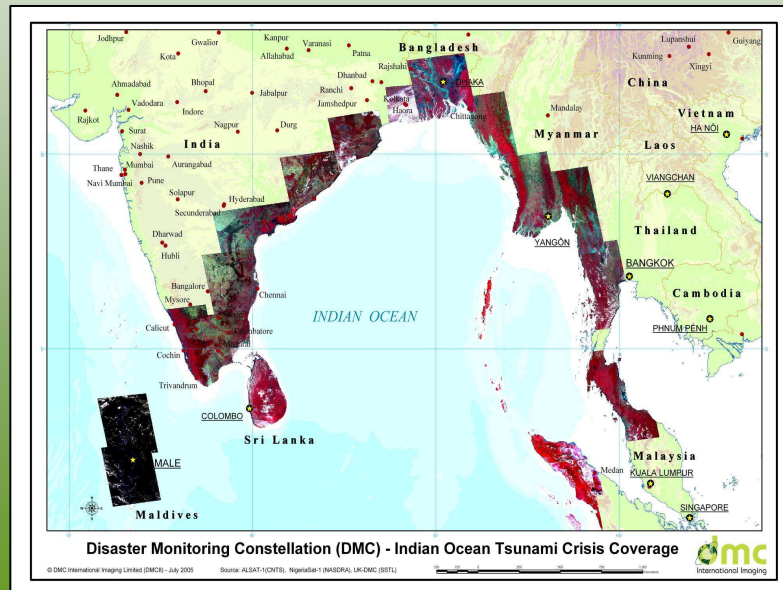 Jodhpur
Gwalior
Kanpur
Lupanshui
Guiyang
Kota
Allahabad
Varanasi
Patna
Bangladesh
Kunming
Xingyi
Rajshahi
Dhanbad
Ranchi
DHAKA
China
Ahmadabad
Bhopal
Jabalpur
Jamshedpur
Kolkata
Haora
Vadodara
Indore
Rajkot
Chittagong
Mandalay
Vietnam
Surat
Nagpur
Durg
Myanmar
HA NÔI
India
Laos
Nashik
Mumbai
Aurangabad
Thane
Navi Mumbai
Pune
VIANGCHAN
Solapur
Hyderabad
Secunderabad
Thailand
Dharwad
YANGÔN
Hubli
BANGKOK
Bangalore
Chennai
Cambodia
Mysore
INDIAN OCEAN
PHNUM PÉNH
Calicut
Cochin
Trivandrum
COLOMBO
Sri Lanka
Malaysia
MALE
Medan
KUALA LUMPUR
SINGAPORE
Maldives
Disaster Monitoring Constellation (DMC) - Indian Ocean Tsunami Crisis Coverage
dmc
International Imaging
© DMC International Imaging Limited (DMCII) - July 2005
Source: ALSAT-1(CNTS), NigeriaSat-1 (NASDRA), UK-DMC (SSTL)